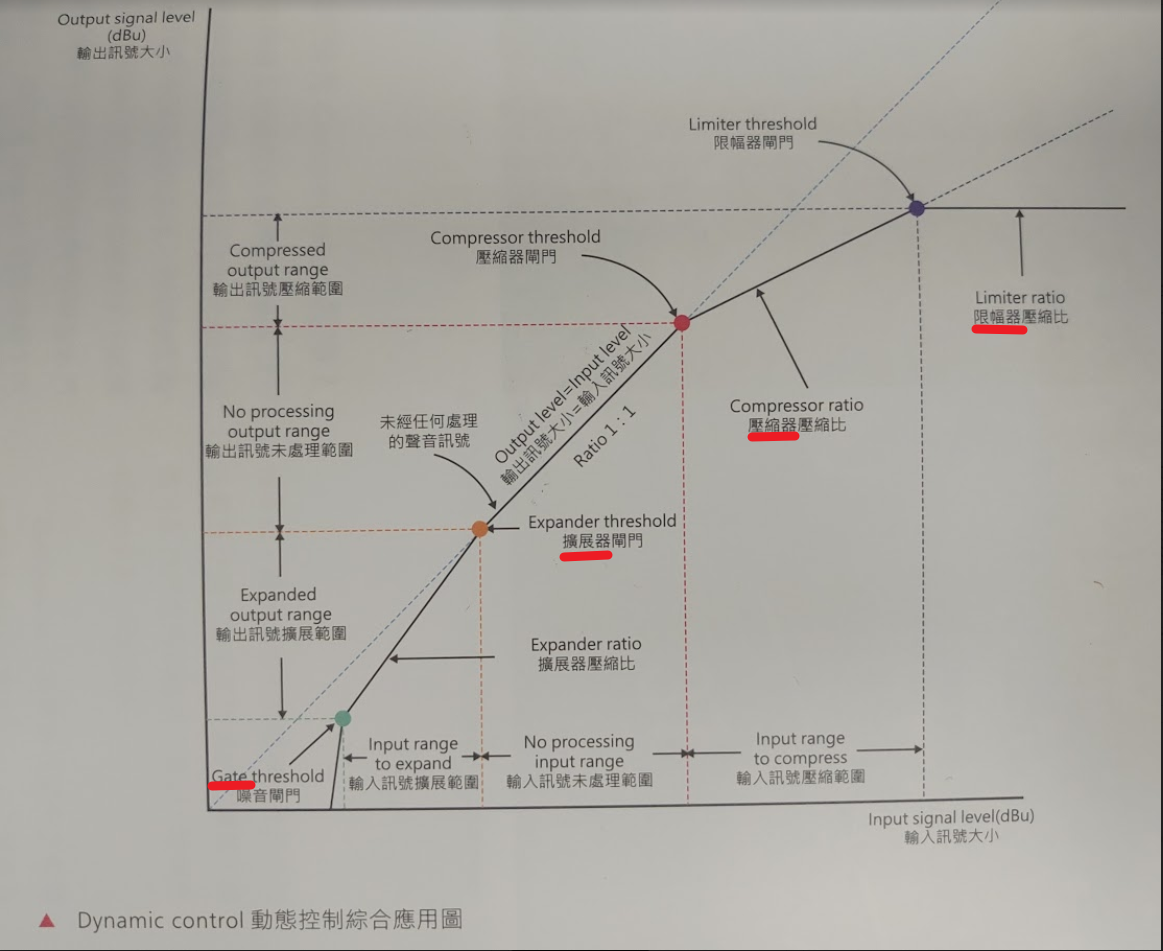 Output signal level
(dBu)
輸出訊號大小
Limiter threshold
限幅器閘門
Compressor threshold
壓縮器閘門
Compressed
output range
輸出訊號壓縮範圍
Limiter ratio
限幅器壓縮比
Output level=Input level
輸出訊號大小=輸入訊號大小
Ratio 1:1
Compressor ratio
壓縮器壓縮比
No processing
output range
輸出訊號未處理範圍
未經任何處理
的聲音訊號
Expander threshold
擴展器閘門
Expanded
output range
輸出訊號擴展範圍
Expander ratio
擴展器壓縮比
Gate threshold
噪音閘門
Input range
to expand
輸入訊號擴展範圍
No processing
input range
輸入訊號未處理範圍
Input range
to compress
輸入訊號壓縮範圍
Input signal level(dBu)
輸入訊號大小
▲ Dynamic control 動態控制綜合應用圖